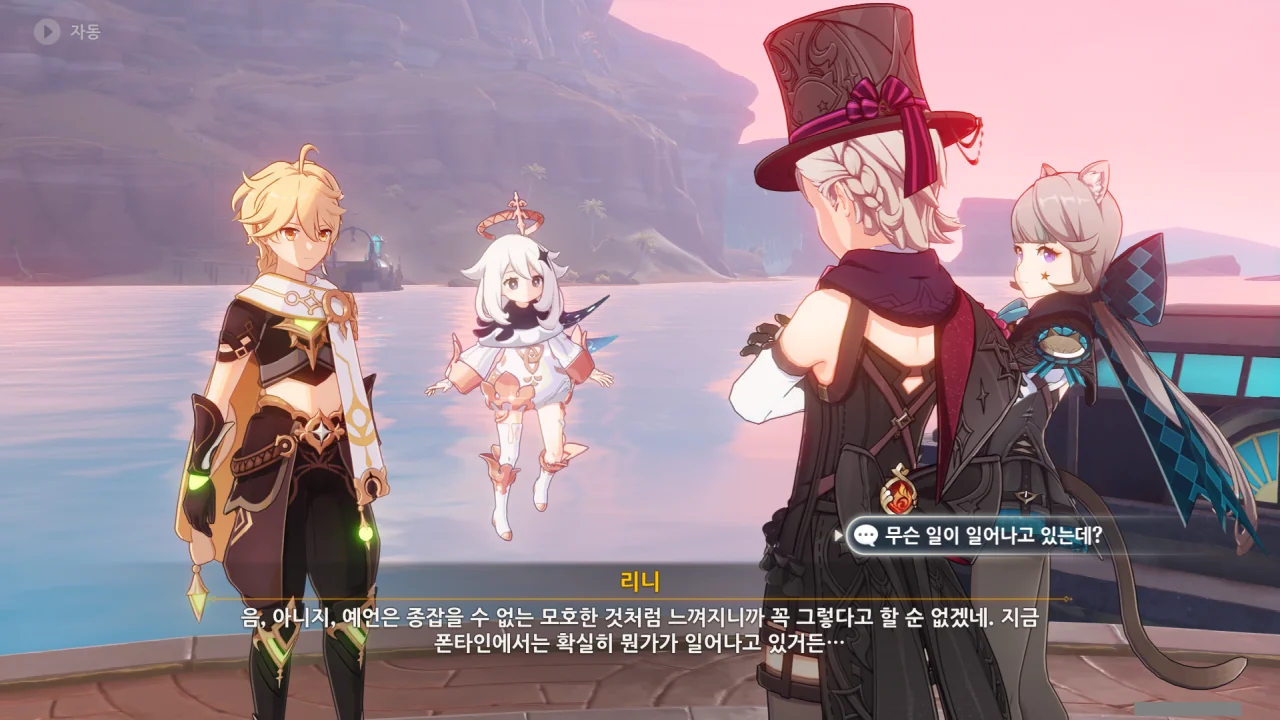 자동
무슨 일이 일어나고 있는데?
리니
음, 아니지, 예언은 종잡을 수 없는 모호한 것처럼 느껴지니까 꼭 그렇다고 할 순 없겠네. 지금
폰타인에서는 확실히 뭔가가 일어나고 있거든…